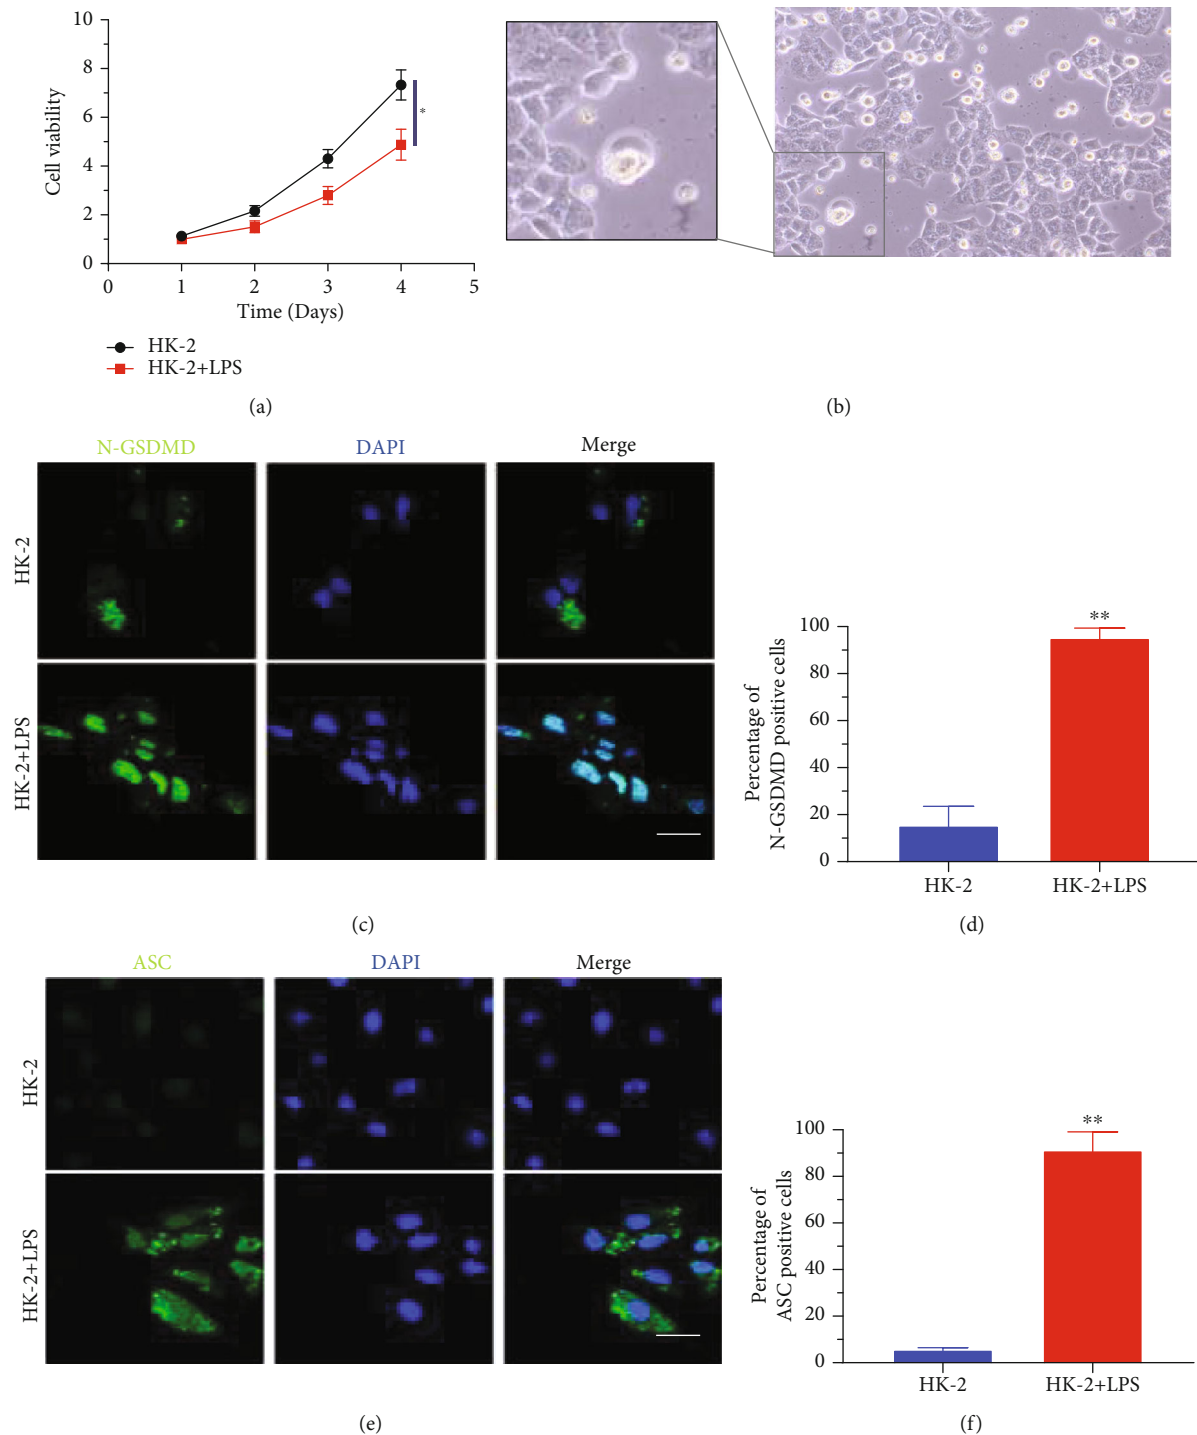 10
8
6
4
2
0
Cell viability
*
0 1 2 3 4 5
Time (Days)
HK-2
HK-2+LPS
(a)
(b)
N-GSDMD DAPI Merge
HK-2
HK-2+LPS
(c)
100
80
60
40
20
0
Percentage of
N-GSDMD positive cells
**
HK-2 HK-2+LPS
(d)
ASC DAPI Merge
HK-2
HK-2+LPS
(e)
100
80
60
40
20
0
Percentage of
ASC positive cells
**
HK-2 HK-2+LPS
(f)